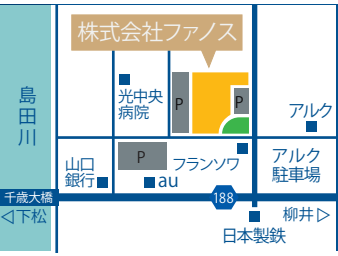 株式会社ファノス
島田川
光中央
病院
P
P
アルク
山口
銀行
P
フランソワ
アルク
駐車場
au
千歳大橋
188
◁下松
柳井▷
日本製鉄